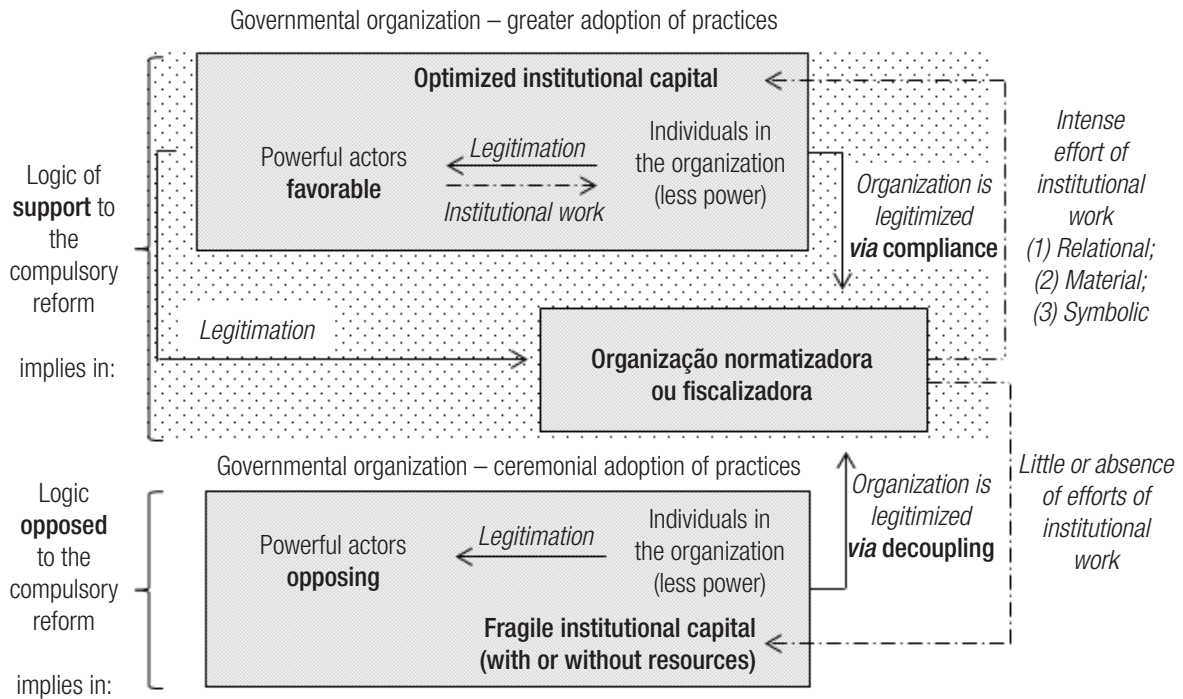 Governmental organization – greater adoption of practices
Optimized institutional capital
Powerful actors
favorable
Legitimation
Institutional work
Individuals in
the organization
(less power)
Logic of
support to
the
compulsory
reform
implies in:
Organization is
legitimized
via compliance
Intense
effort of
institutional
work
(1) Relational;
(2) Material;
(3) Symbolic
Legitimation
Organização normatizadora
ou fiscalizadora
Governmental organization – ceremonial adoption of practices
Logic
opposed
to the
compulsory
reform
implies in:
Powerful actors
opposing
Legitimation
Individuals in
the organization
(less power)
Fragile institutional capital
(with or without resources)
Organization is
legitimized
via decoupling
Little or absence
of efforts of
institutional
work